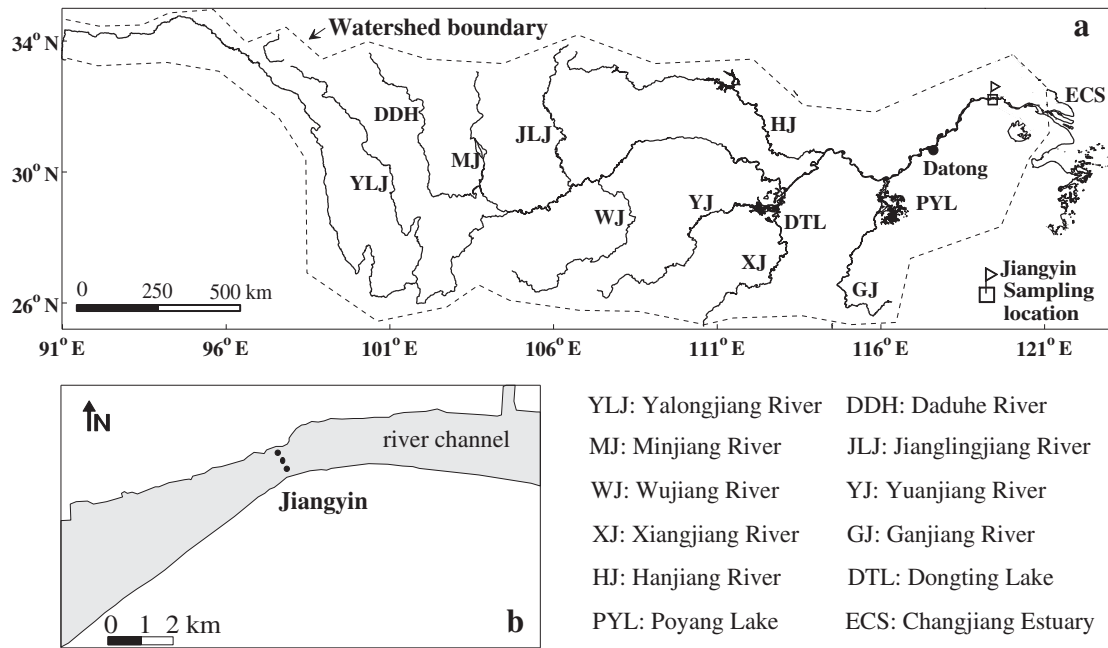 a
34° N
Watershed boundary
ECS
DDH
JLJ
HJ
MJ
30° N
Datong
YLJ
WJ
YJ
DTL
PYL
XJ
Jiangyin
0 250 500 km
GJ
Sampling
location
26° N
91° E 96° E 101° E 106° E 111° E 116° E 121° E
N
river channel
Jiangyin
0 1 2 km
b
YLJ: Yalongjiang River DDH: Daduhe River
MJ: Minjiang River JLJ: Jianglingjiang River
WJ: Wujiang River YJ: Yuanjiang River
XJ: Xiangjiang River GJ: Ganjiang River
HJ: Hanjiang River DTL: Dongting Lake
PYL: Poyang Lake ECS: Changjiang Estuary